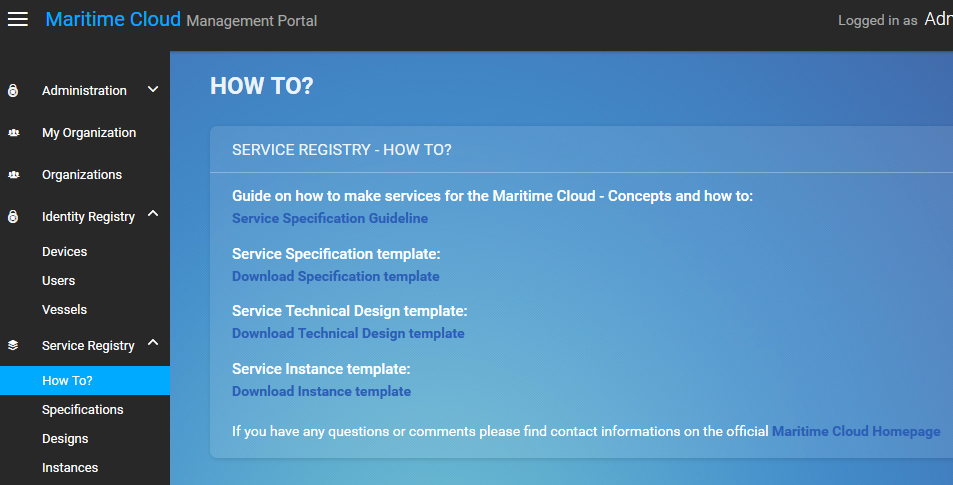 Maritime Cloud Management Portal
Logged in as
Administration
My Organization
Organizations
Identity Registry
Devices
Users
Vessels
Service Registry
How To?
Specifications
Designs
Instances
HOW TO?
SERVICE REGISTRY - HOW TO?
Guide on how to make services for the Maritime Cloud - Concepts and how to:
Service Specification Guideline
Service Specification template:
Download Specification template
Service Technical Design template:
Download Technical Design template
Service Instance template:
Download Instance template
If you have any questions or comments please find contact informations on the official Maritime Cloud Homepage